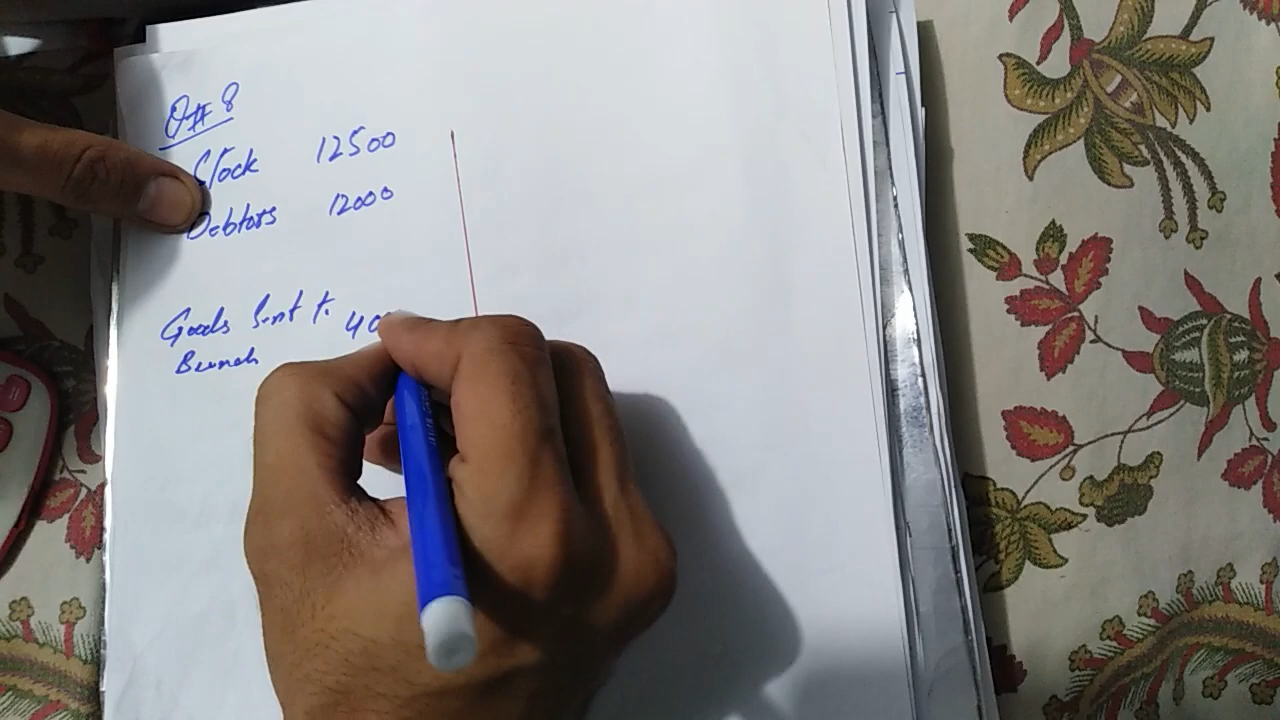 Q# 8
Stock 12500
Debtors 12000
Goods Sent to
Branch